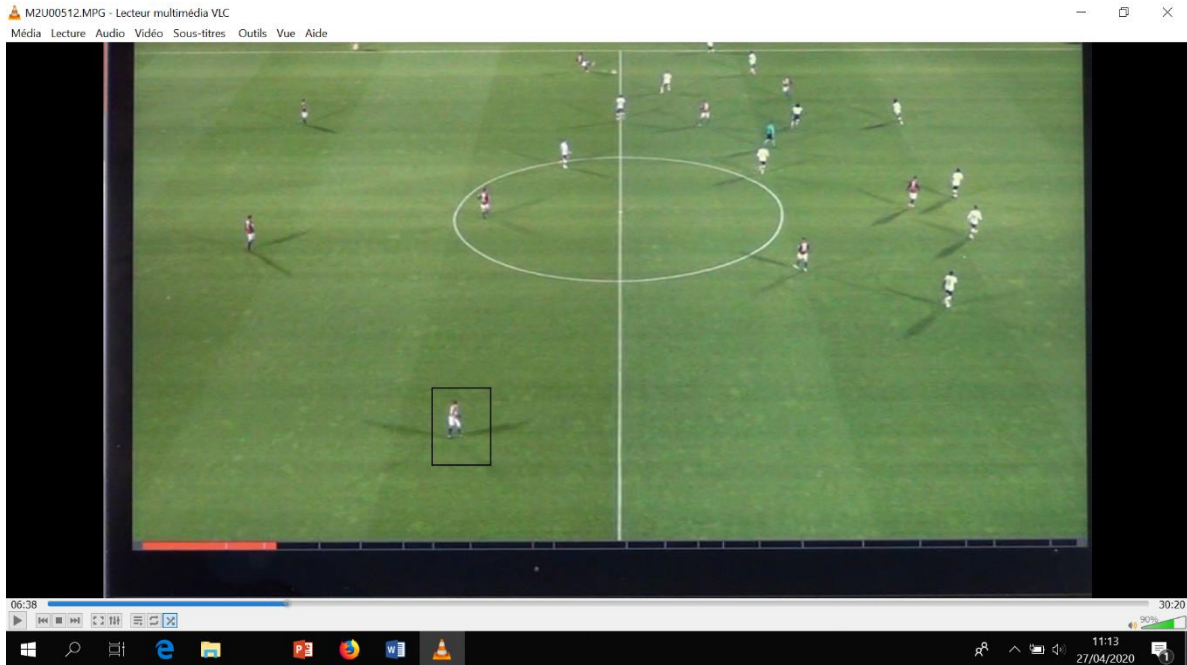 M2U00512.MPG - Lecteur multimédia VLC
Média Lecture Audio Vidéo Sous-titres Outils Vue Aide
06:38 30:20
90%
11:13
27/04/2020
1